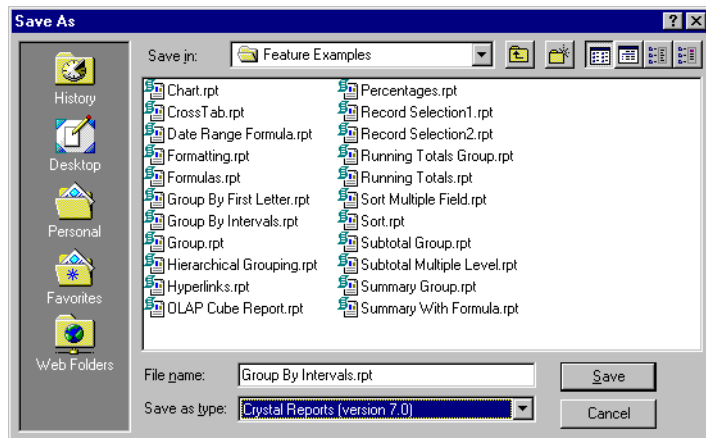 Save As
Save in: Feature Examples
History
Desktop
Personal
Favorites
Web Folders
Chart.rpt
CrossTab.rpt
Date Range Formula.rpt
Formatting.rpt
Formulas.rpt
Group By First Letter.rpt
Group By Intervals.rpt
Group.rpt
Hierarchical Grouping.rpt
Hyperlinks.rpt
OLAP Cube Report.rpt
Percentages.rpt
Record Selection1.rpt
Record Selection2.rpt
Running Totals Group.rpt
Running Totals.rpt
Sort Multiple Field.rpt
Sort.rpt
Subtotal Group.rpt
Subtotal Multiple Level.rpt
Summary Group.rpt
Summary With Formula.rpt
File name: Group By Intervals.rpt
Save
Save as type: Crystal Reports (version 7.0)
Cancel